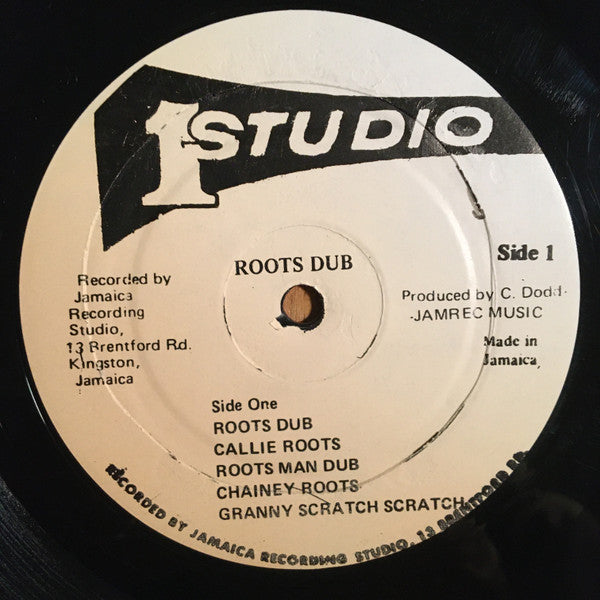 1 STUDIO
ROOTS DUB
Side 1
Recorded by
Jamaica
Recording
Studio,
13 Brentford Rd.
Kingston,
Jamaica
Produced by C. Dodd
JAMREC MUSIC
Made in
Jamaica
Side One
ROOTS DUB
CALLIE ROOTS
ROOTS MAN DUB
CHAINEY ROOTS
GRANNY SCRATCH SCRATCH
RECORDED BY JAMAICA RECORDING STUDIO, 13 BRENTFORD RD.